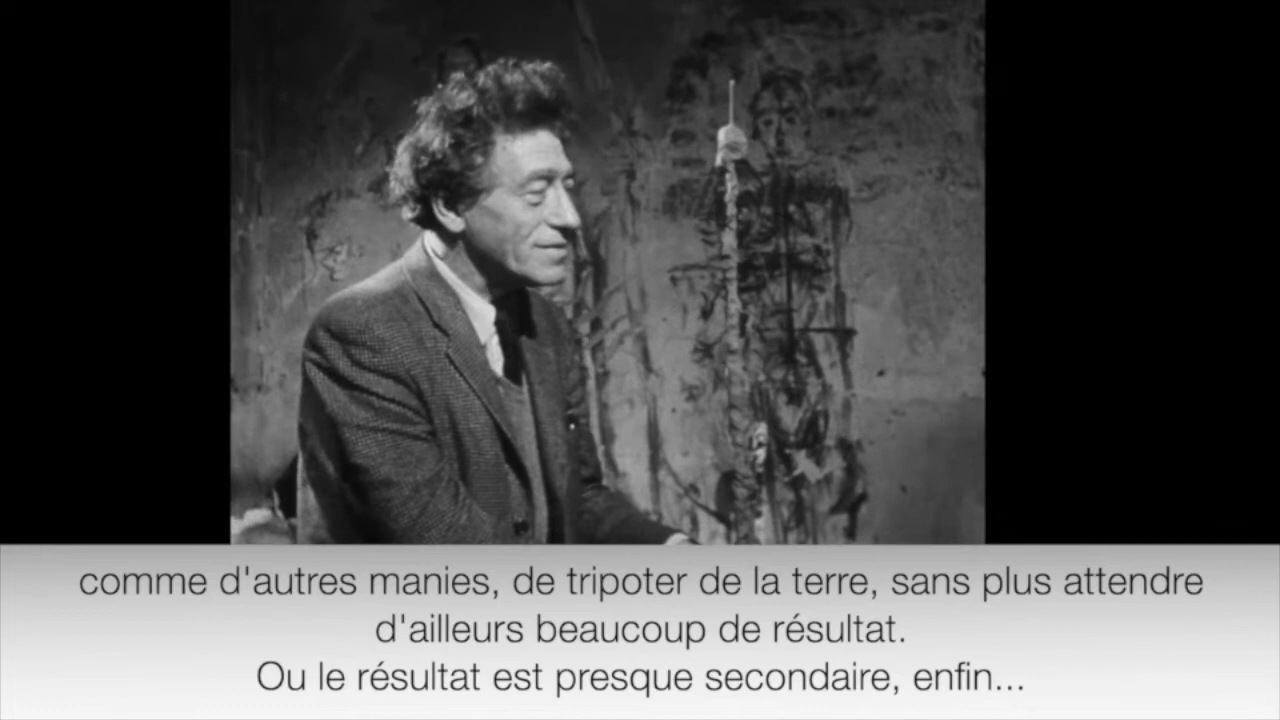 comme d'autres manies, de tripoter de la terre, sans plus attendre
d'ailleurs beaucoup de résultat.
Ou le résultat est presque secondaire, enfin...